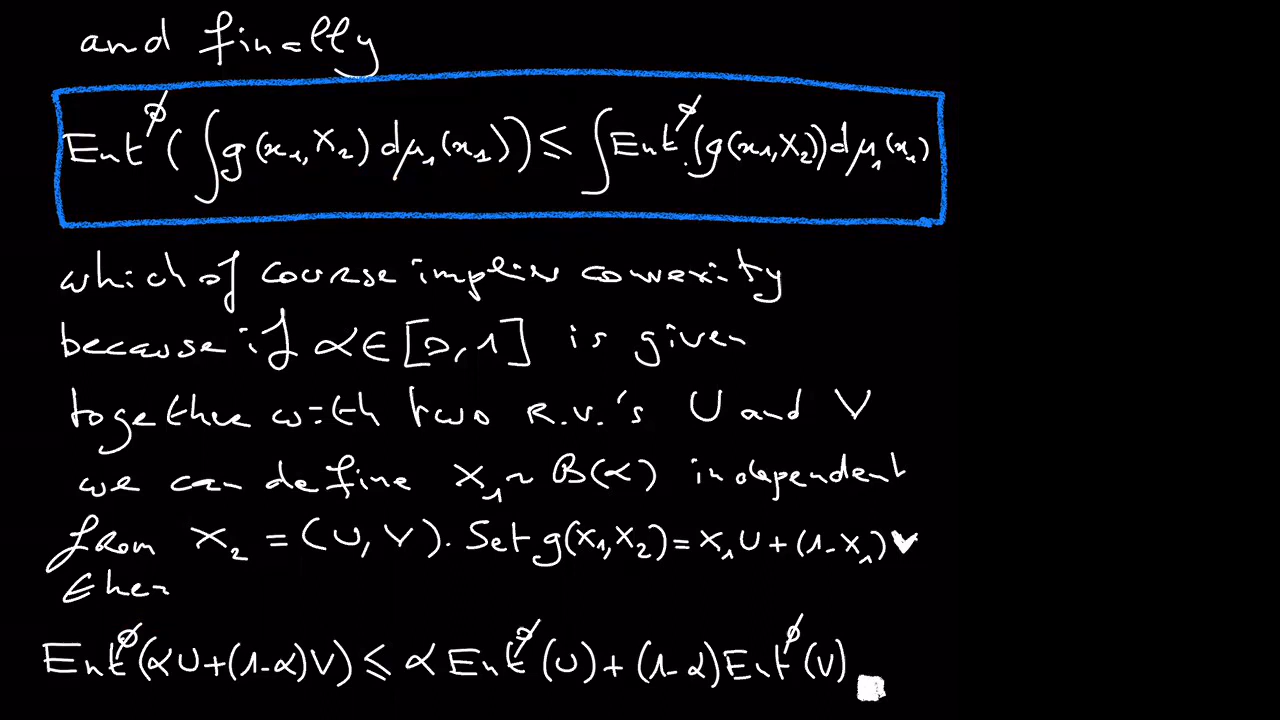 and finally
Ent^ϕ(∫g(x₁, X₂) dμ₁(x₁)) ≤ ∫Ent^ϕ(g(x₁, X₂))dμ₁(x₁)
which of course implies convexity
because if α∈[0,1] is given
together with two R.V.'s U and V
we can define X₁ ~ B(α) independent
from X₂ = (U, V). Set g(X₁, X₂) = X₁U + (1-X₁)V
then
Ent^ϕ(αU+(1-α)V) ≤ α Ent^ϕ(U) + (1-α)Ent^ϕ(V)